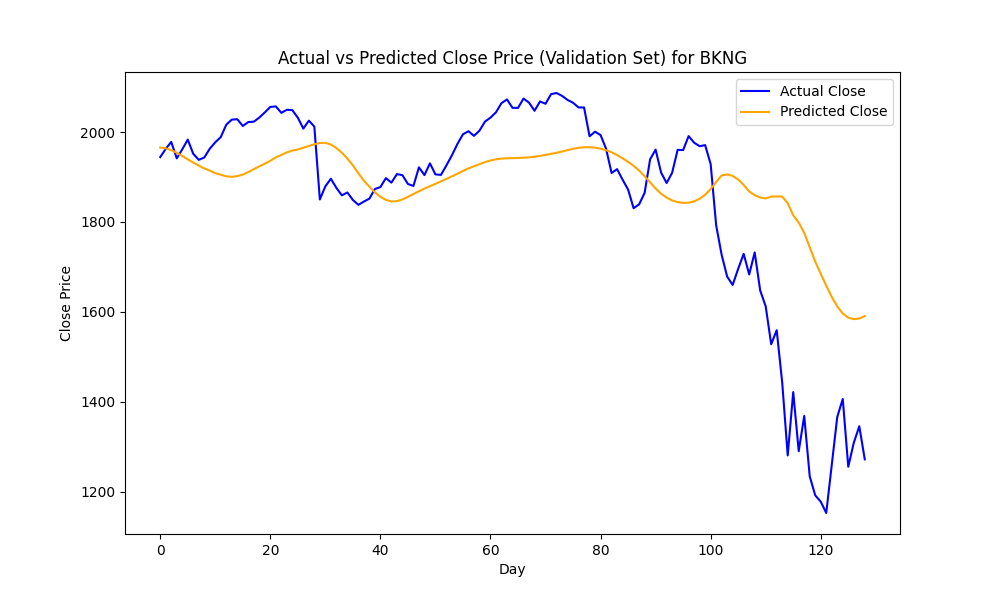 Actual vs Predicted Close Price (Validation Set) for BKNG
Actual Close
Predicted Close
Close Price
2000
1800
1600
1400
1200
0 20 40 60 80 100 120
Day